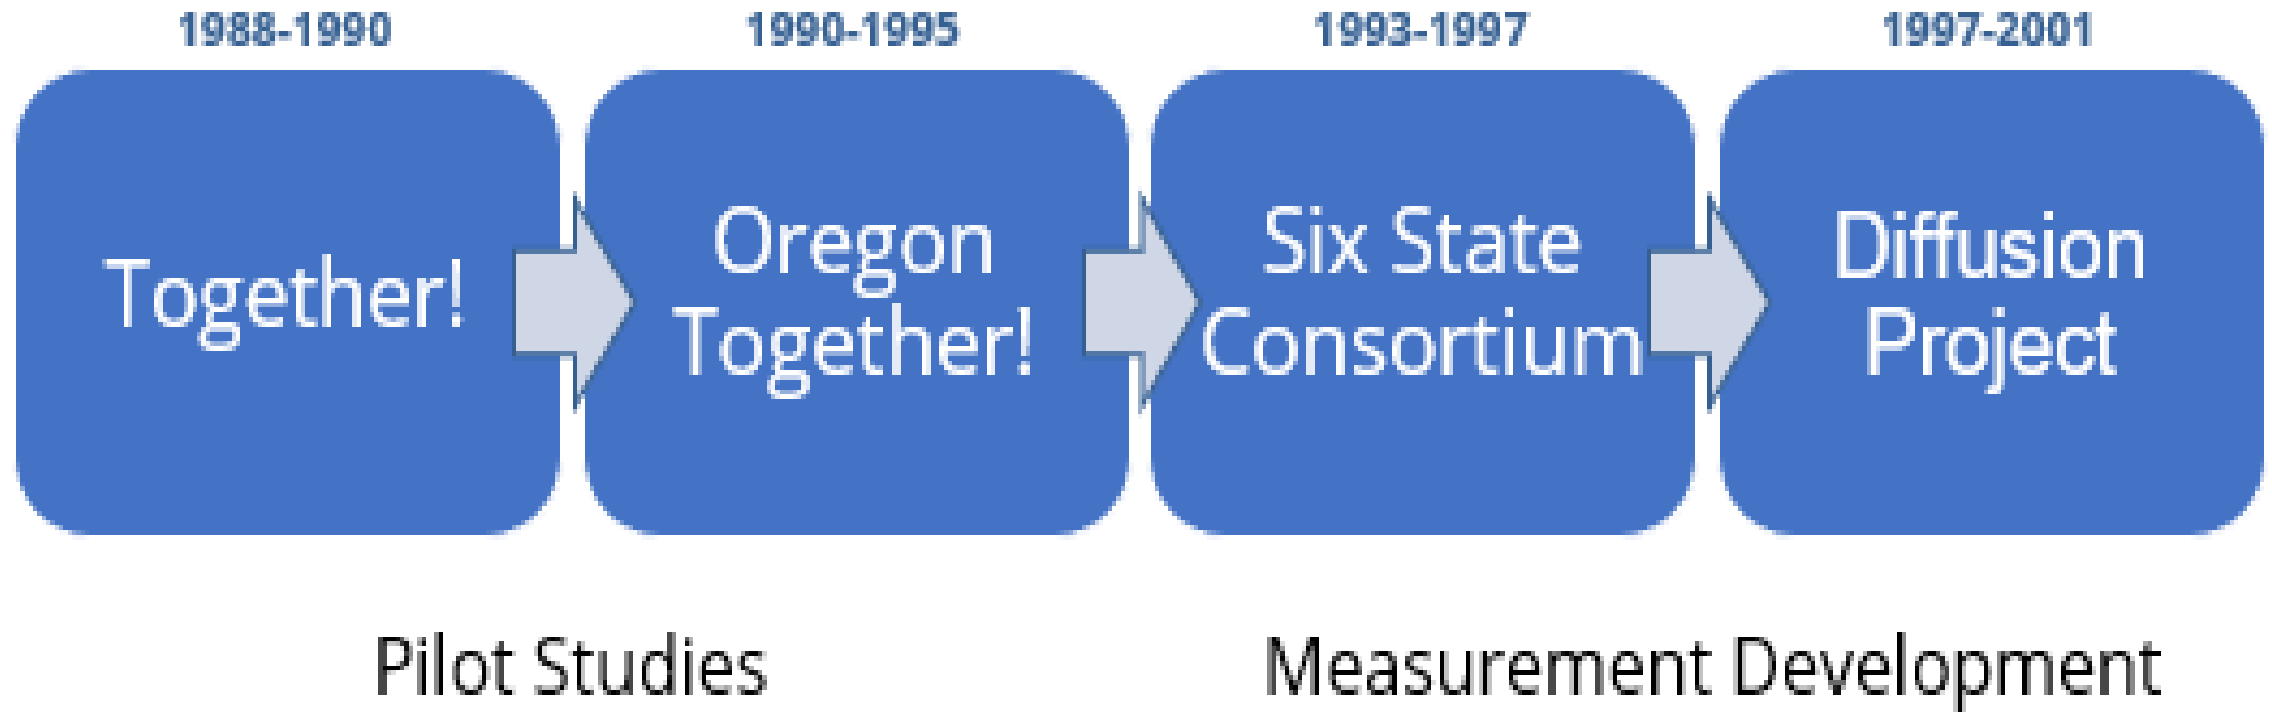 1988-1990 1990-1995 1993-1997 1997-2001
Together!
Oregon
Together!
Six State
Consortium
Diffusion
Project
Pilot Studies
Measurement Development